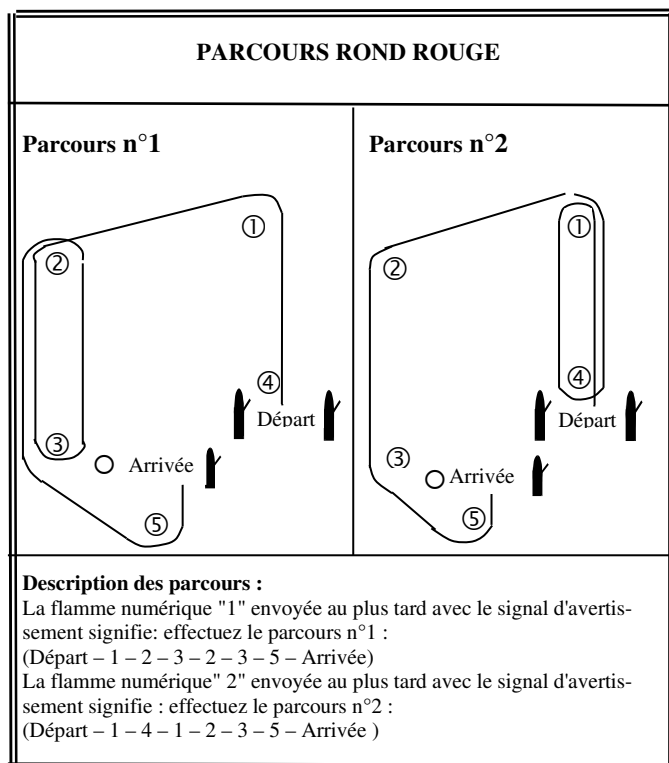 PARCOURS ROND ROUGE
Parcours n°1
①
②
④
Départ
③
Arrivée
⑤
Parcours n°2
①
②
④
Départ
③
Arrivée
⑤
Description des parcours :
La flamme numérique "1" envoyée au plus tard avec le signal d'avertis-
sement signifie: effectuez le parcours n°1 :
(Départ – 1 – 2 – 3 – 2 – 3 – 5 – Arrivée)
La flamme numérique" 2" envoyée au plus tard avec le signal d'avertis-
sement signifie : effectuez le parcours n°2 :
(Départ – 1 – 4 – 1 – 2 – 3 – 5 – Arrivée )